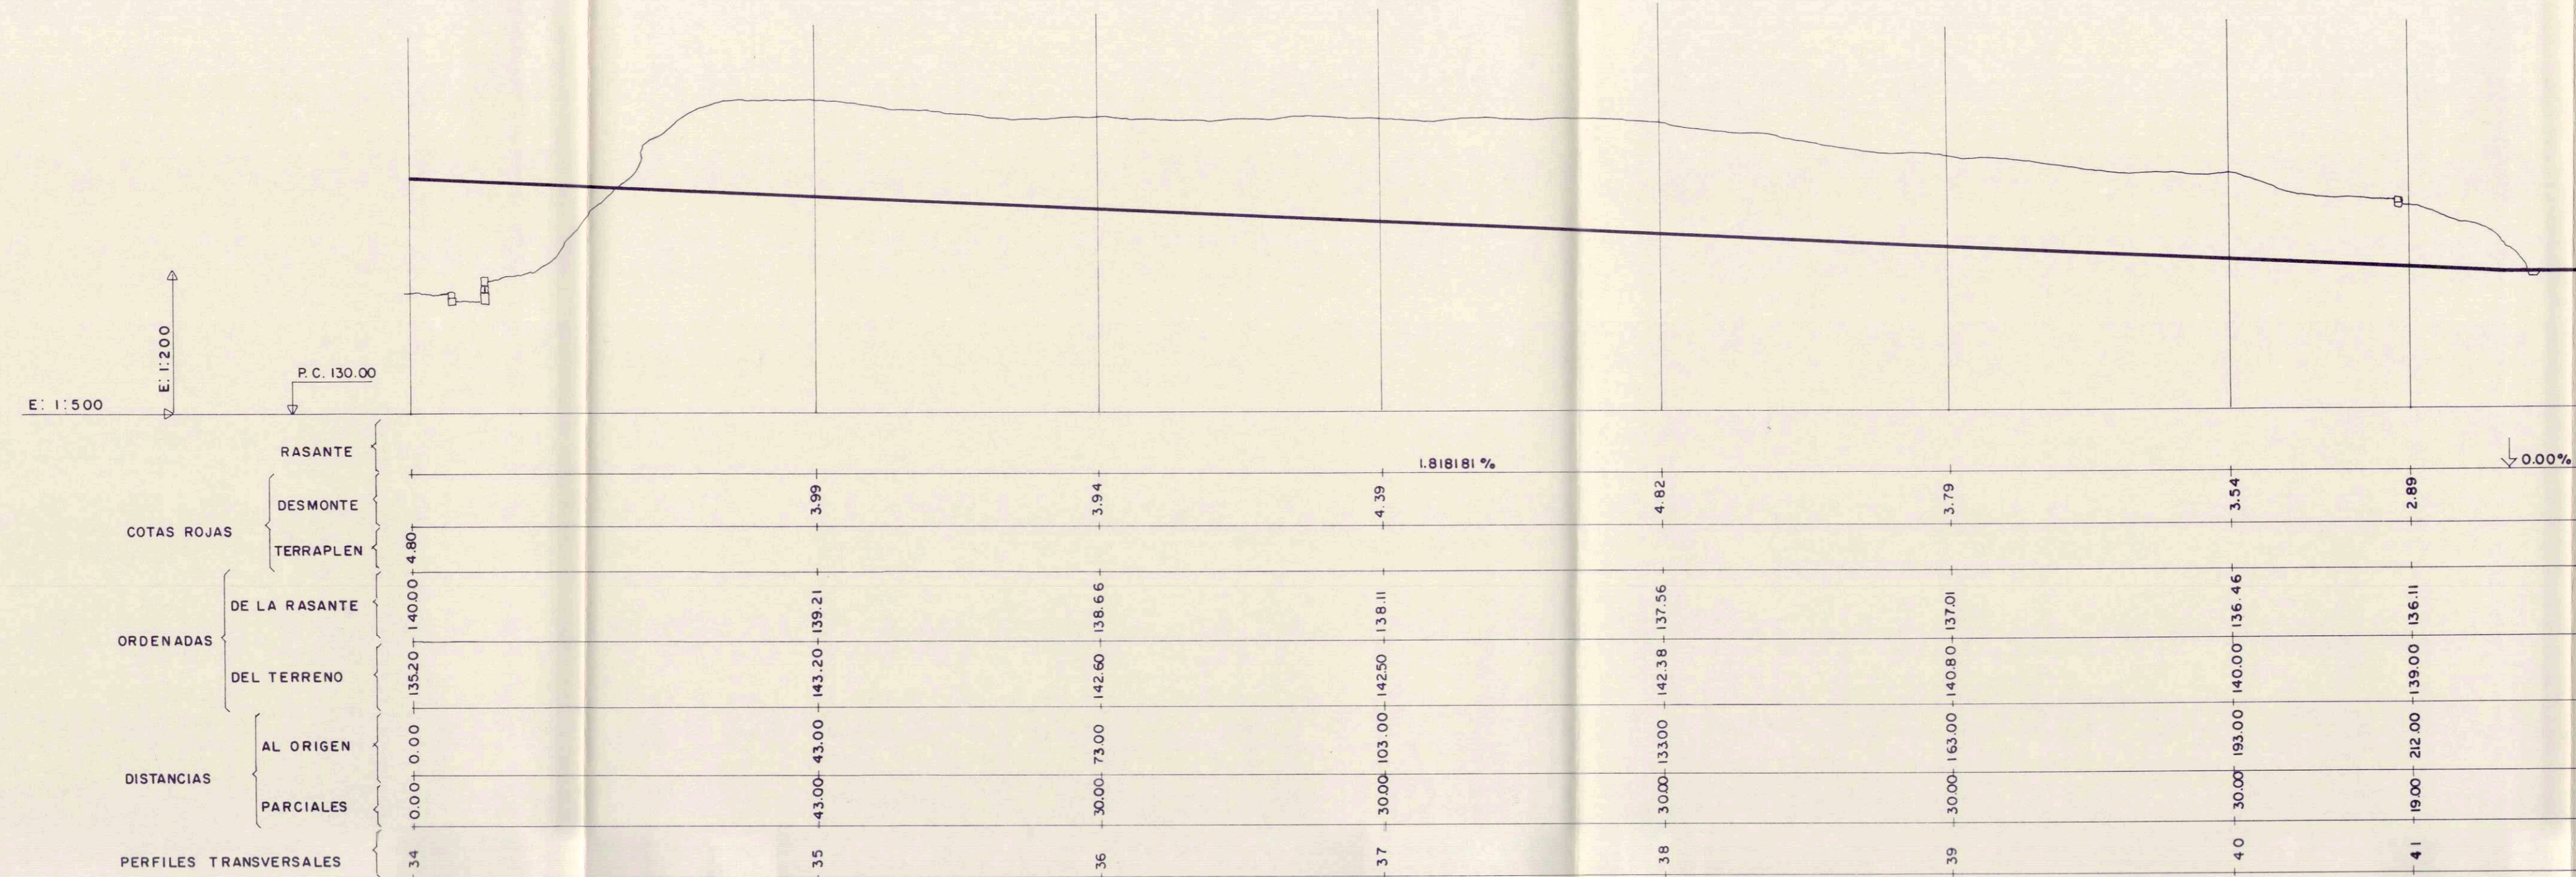 E: 1:200
P.C. 130.00
E: 1:500
RASANTE
1.818181 %
0.00%
COTAS ROJAS
DESMONTE
3.99 3.94 4.39 4.82 3.79 3.54 2.89
TERRAPLEN
4.80
ORDENADAS
DE LA RASANTE
140.00 139.21 138.66 138.11 137.56 137.01 136.46 136.11
DEL TERRENO
135.20 143.20 142.60 142.50 142.38 140.80 140.00 139.00
DISTANCIAS
AL ORIGEN
0.00 43.00 73.00 103.00 133.00 163.00 193.00 212.00
PARCIALES
0.00 43.00 30.00 30.00 30.00 30.00 30.00 19.00
PERFILES TRANSVERSALES
34 35 36 37 38 39 40 41